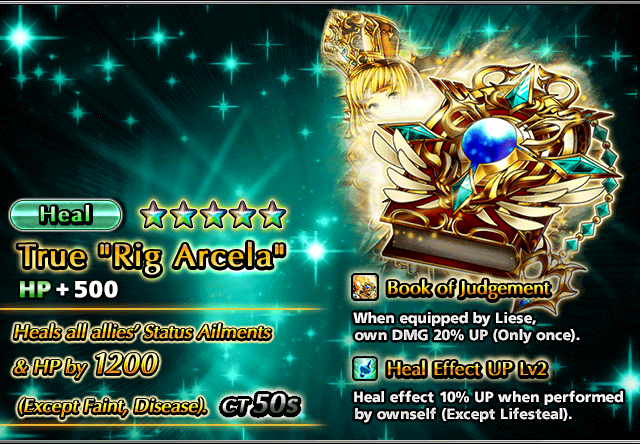 Heal
True "Rig Arcela"
HP + 500
Heals all allies' Status Ailments
& HP by 1200
(Except Faint, Disease). CT 50s
Book of Judgement
When equipped by Liese,
own DMG 20% UP (Only once).
Heal Effect UP Lv2
Heal effect 10% UP when performed
by ownself (Except Lifesteal).